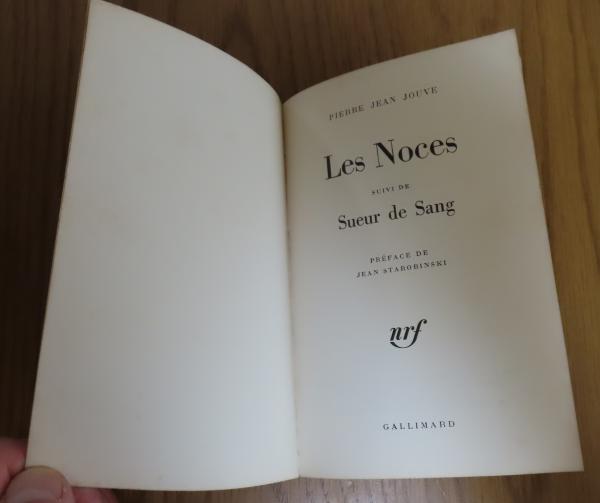 PIERRE JEAN JOUVE
Les Noces
SUIVI DE
Sueur de Sang
PRÉFACE DE
JEAN STAROBINSKI
nrf
GALLIMARD